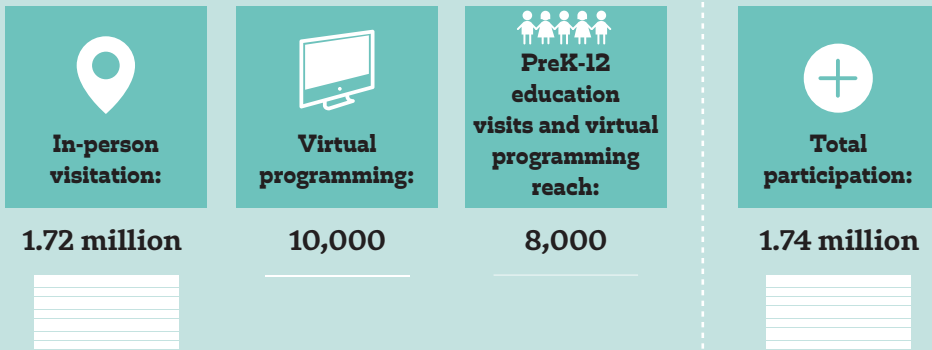 In-person
visitation:
1.72 million
Virtual
programming:
10,000
PreK-12
education
visits and virtual
programming
reach:
8,000
Total
participation:
1.74 million